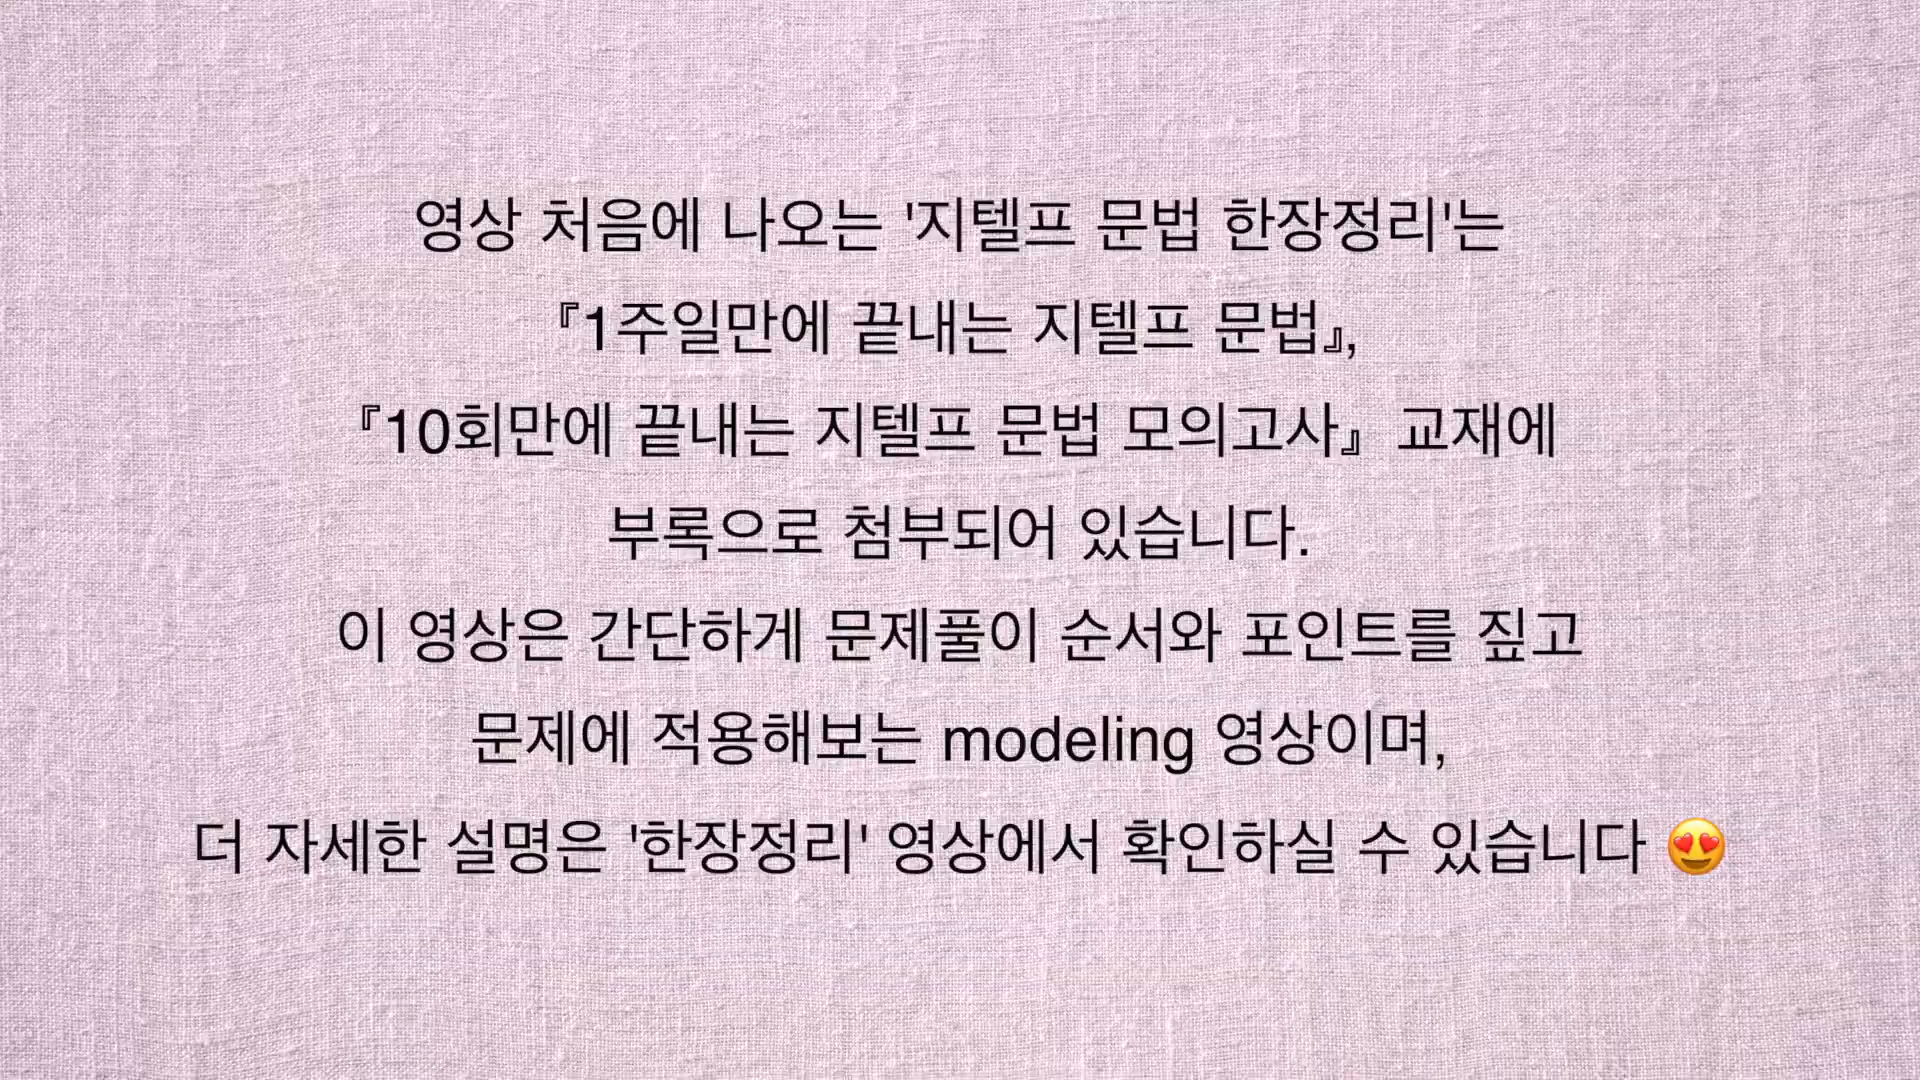 영상 처음에 나오는 '지텔프 문법 한장정리'는
『1주일만에 끝내는 지텔프 문법』,
『10회만에 끝내는 지텔프 문법 모의고사』 교재에
부록으로 첨부되어 있습니다.
이 영상은 간단하게 문제풀이 순서와 포인트를 짚고
문제에 적용해보는 modeling 영상이며,
더 자세한 설명은 '한장정리' 영상에서 확인하실 수 있습니다 😍